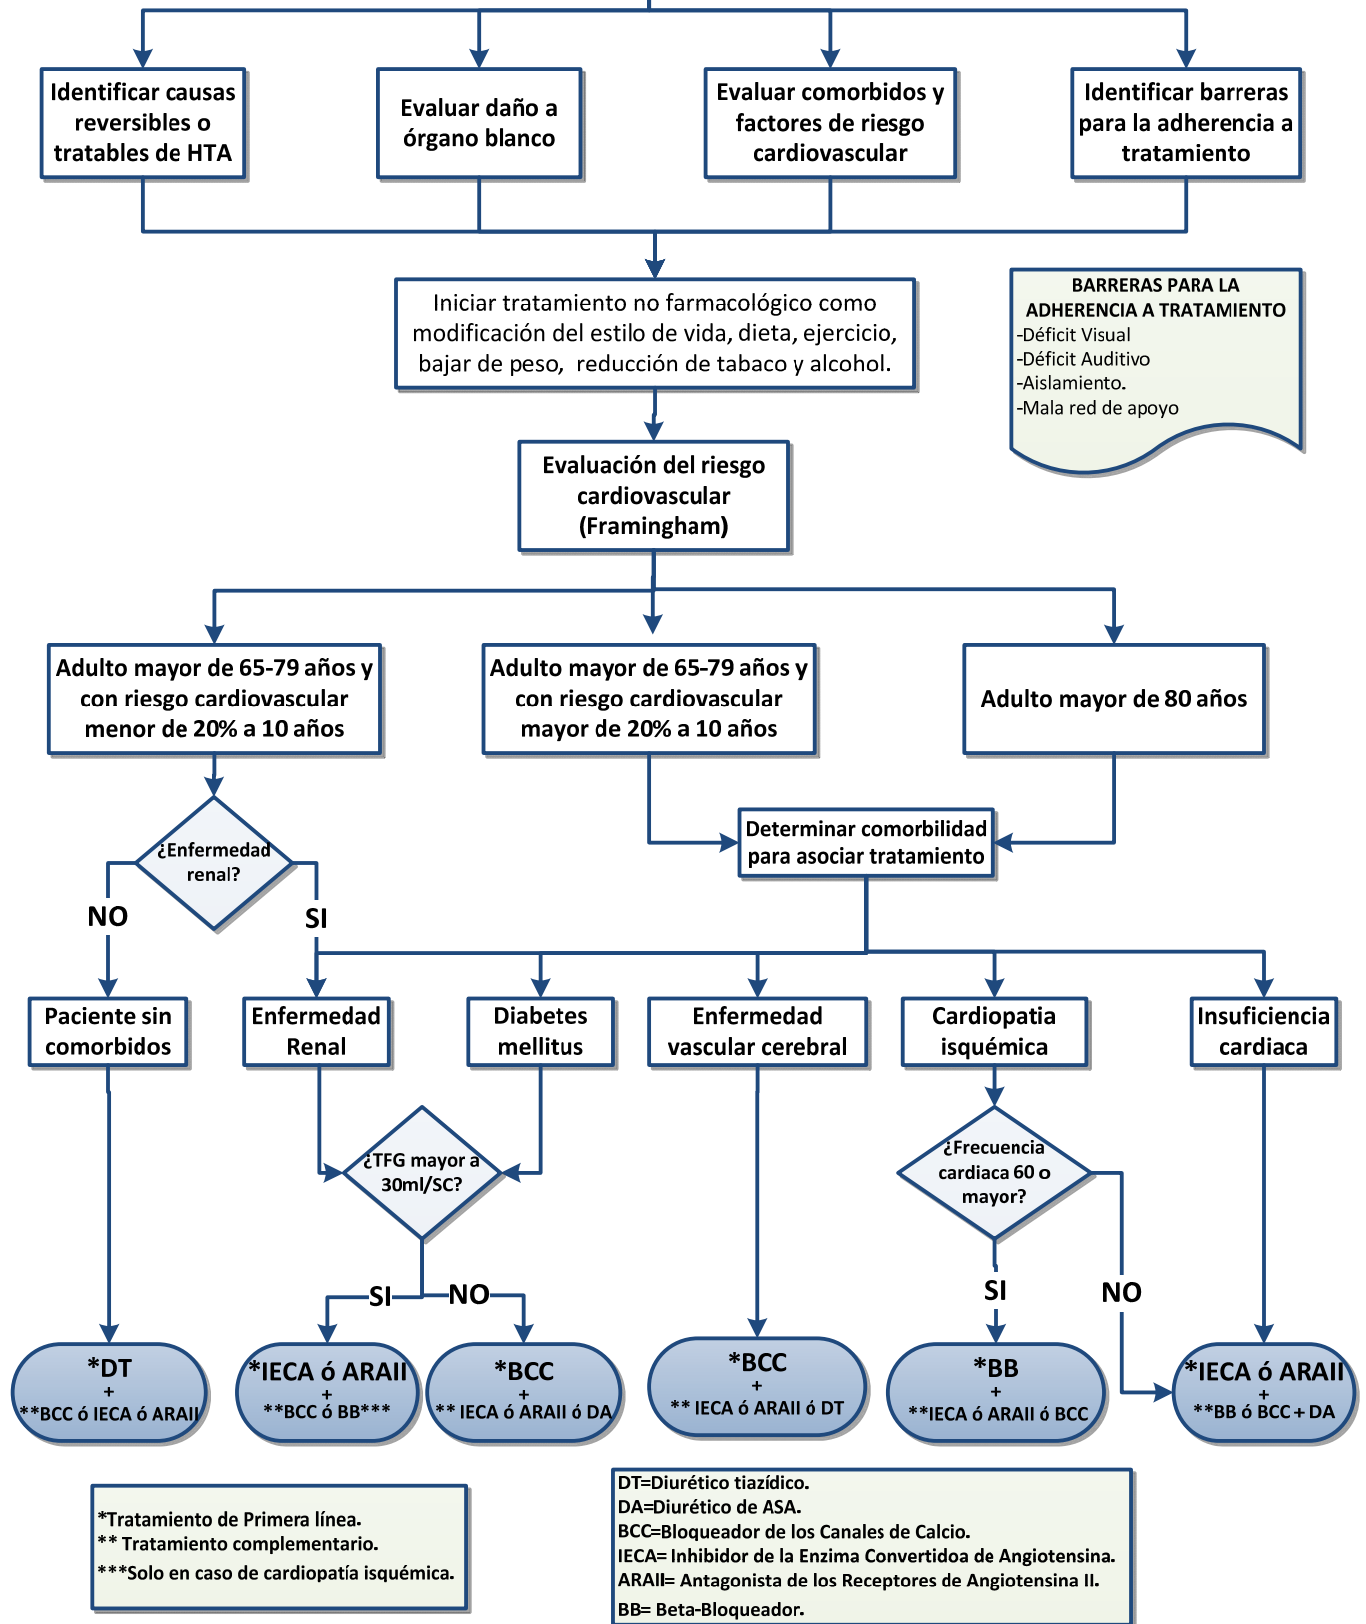 Identificar causas
reversibles o
tratables de HTA
Evaluar daño a
órgano blanco
Evaluar comorbidos y
factores de riesgo
cardiovascular
Identificar barreras
para la adherencia a
tratamiento
Iniciar tratamiento no farmacológico como
modificación del estilo de vida, dieta, ejercicio,
bajar de peso, reducción de tabaco y alcohol.
BARRERAS PARA LA
ADHERENCIA A TRATAMIENTO
-Déficit Visual
-Déficit Auditivo
-Aislamiento.
-Mala red de apoyo
Evaluación del riesgo
cardiovascular
(Framingham)
Adulto mayor de 65-79 años y
con riesgo cardiovascular
menor de 20% a 10 años
Adulto mayor de 65-79 años y
con riesgo cardiovascular
mayor de 20% a 10 años
Adulto mayor de 80 años
Determinar comorbilidad
para asociar tratamiento
¿Enfermedad
renal?
NO
SI
Paciente sin
comorbidos
Enfermedad
Renal
Diabetes
mellitus
Enfermedad
vascular cerebral
Cardiopatia
isquémica
Insuficiencia
cardiaca
¿TFG mayor a
30ml/SC?
¿Frecuencia
cardiaca 60 o
mayor?
SI
NO
SI
NO
*DT
+
**BCC ó IECA ó ARAII
*IECA ó ARAII
+
**BCC ó BB***
*BCC
+
** IECA ó ARAII ó DA
*BCC
+
** IECA ó ARAII ó DT
*BB
+
**IECA ó ARAII ó BCC
*IECA ó ARAII
+
**BB ó BCC + DA
*Tratamiento de Primera línea.
** Tratamiento complementario.
***Solo en caso de cardiopatía isquémica.
DT=Diurético tiazídico.
DA=Diurético de ASA.
BCC=Bloqueador de los Canales de Calcio.
IECA= Inhibidor de la Enzima Convertidoa de Angiotensina.
ARAII= Antagonista de los Receptores de Angiotensina II.
BB= Beta-Bloqueador.